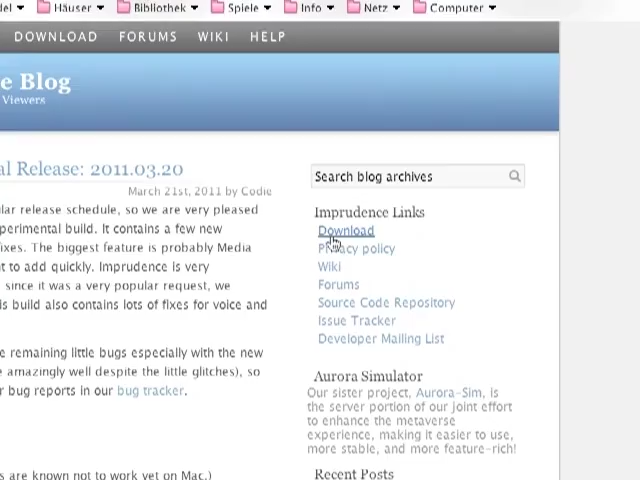 Häuser Bibliothek Spiele Info Netz Computer
DOWNLOAD FORUMS WIKI HELP
e Blog
Viewers
al Release: 2011.03.20
March 21st, 2011 by Codie
lar release schedule, so we are very pleased
perimental build. It contains a few new
ixes. The biggest feature is probably Media
t to add quickly. Imprudence is very
since it was a very popular request, we
is build also contains lots of fixes for voice and
e remaining little bugs especially with the new
e amazingly well despite the little glitches), so
r bug reports in our bug tracker.
s are known not to work yet on Mac.)
Search blog archives
Imprudence Links
Download
Privacy policy
Wiki
Forums
Source Code Repository
Issue Tracker
Developer Mailing List
Aurora Simulator
Our sister project, Aurora-Sim, is
the server portion of our joint effort
to enhance the metaverse
experience, making it easier to use,
more stable, and more feature-rich!
Recent Posts